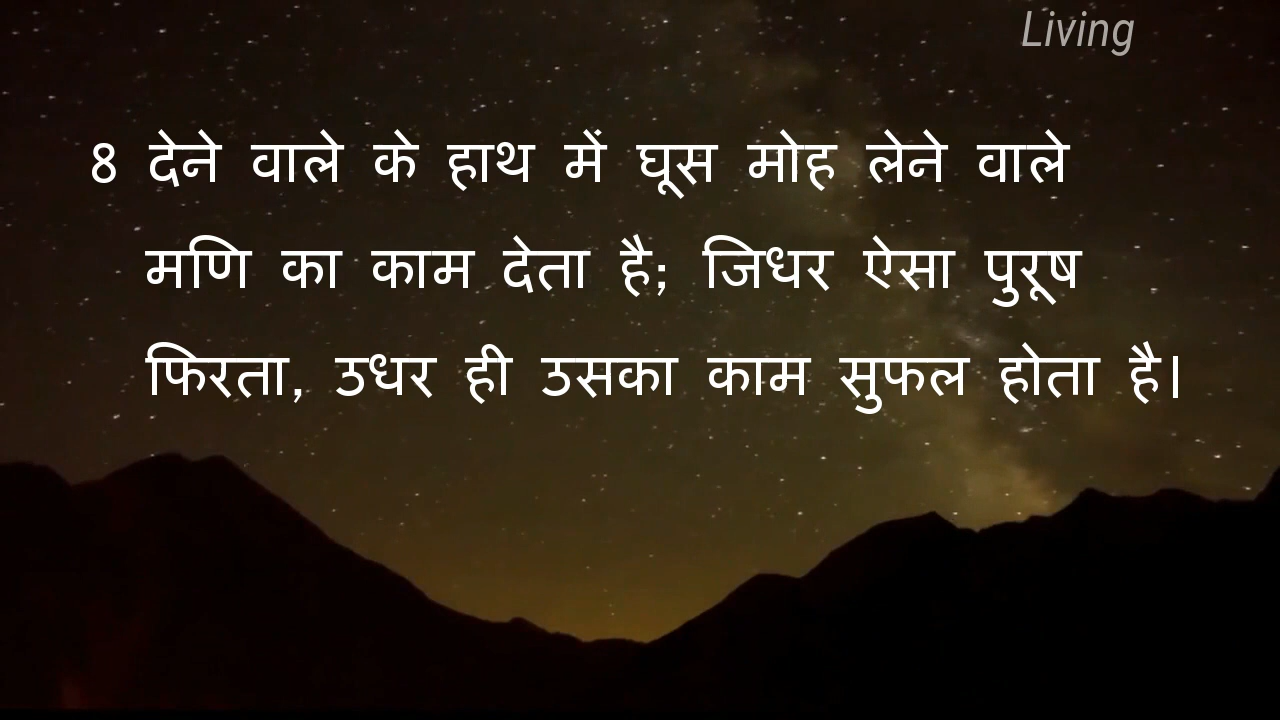 Living
8 देने वाले के हाथ में घूस मोह लेने वाले
मणि का काम देता है; जिधर ऐसा पुरूष
फिरता, उधर ही उसका काम सुफल होता है।